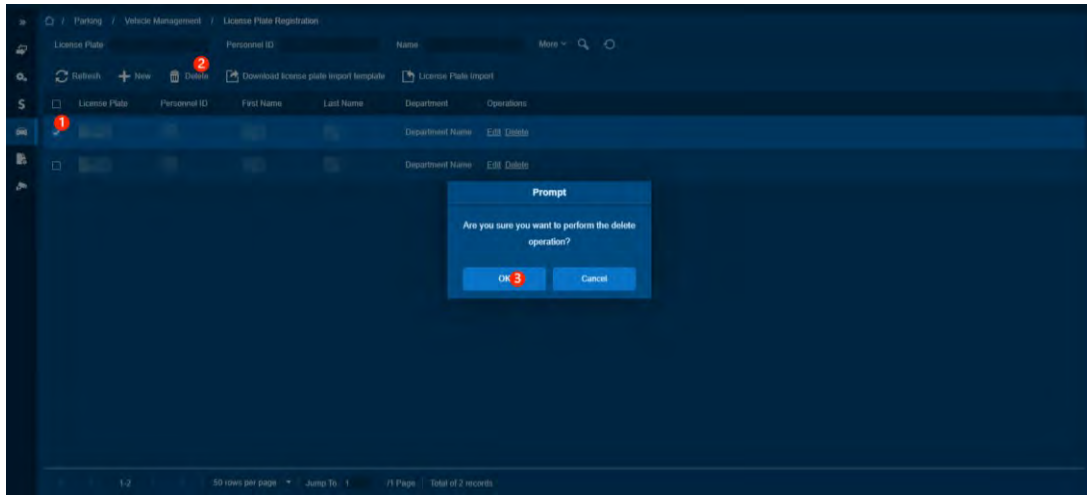 / Parking / Vehicle Management / License Plate Registration
License Plate Personnel ID Name More
2
Refresh New Delete Download license plate import template License Plate Import
License Plate Personnel ID First Name Last Name Department Operations
1
Department Name Edit Delete
Department Name Edit Delete
Prompt
Are you sure you want to perform the delete
operation?
OK 3 Cancel
1-2 50 rows per page Jump To 1 /1 Page Total of 2 records